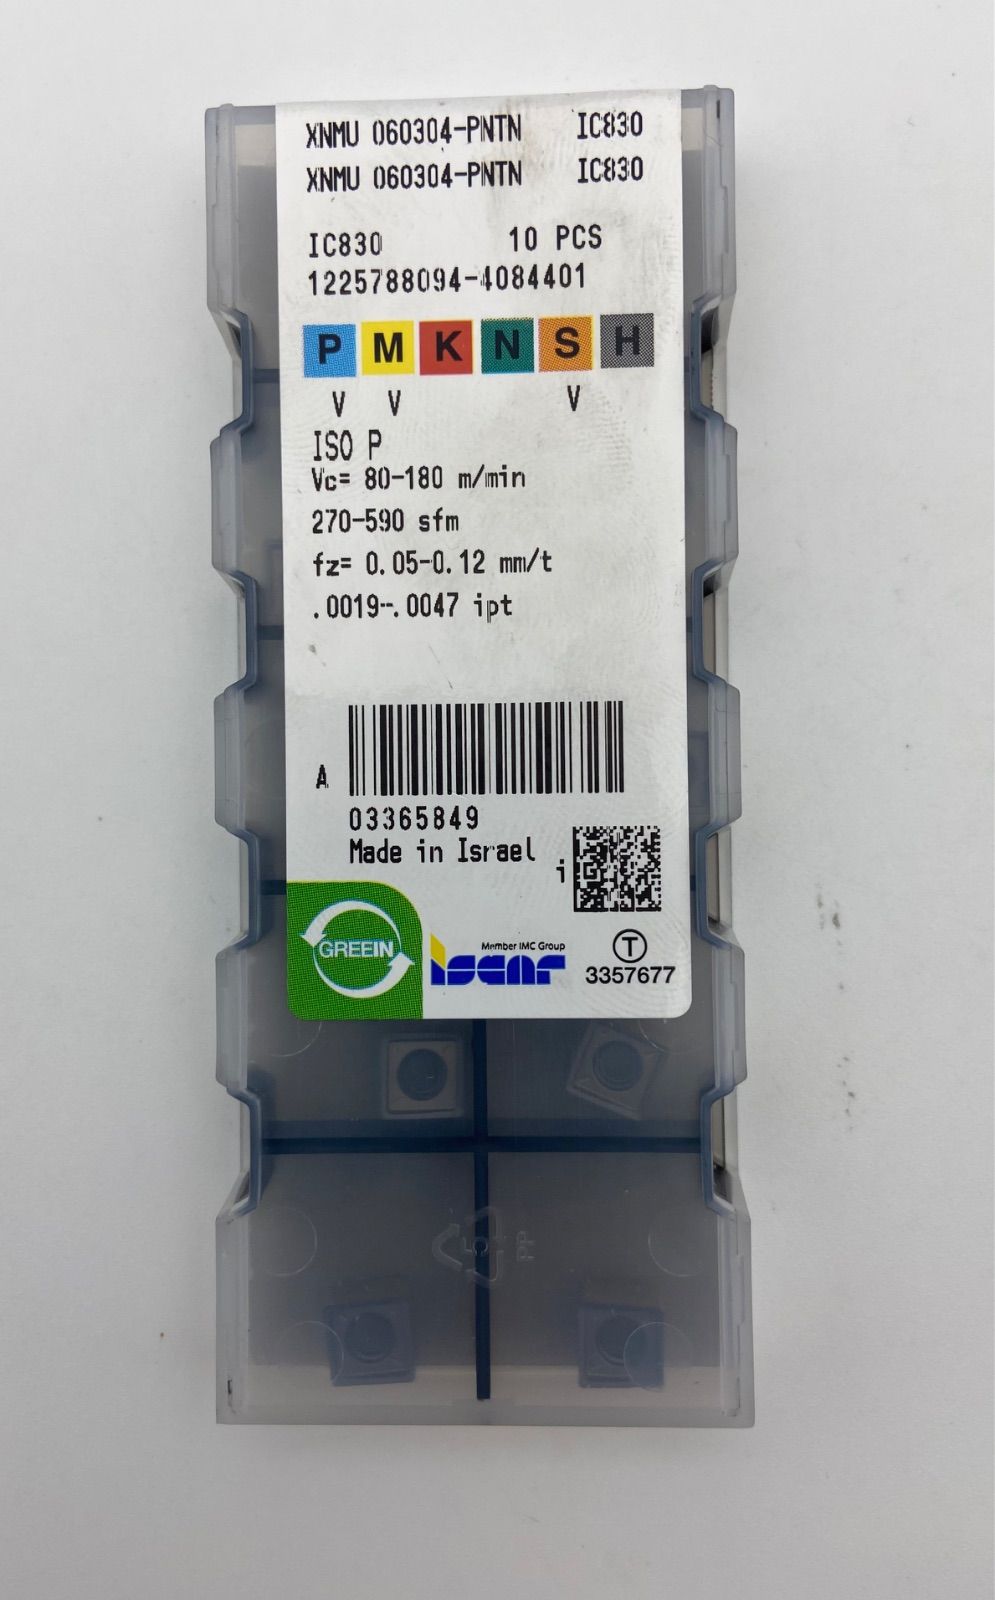 XNMU 060304-PNTN IC830
XNMU 060304-PNTN IC830
IC830 10 PCS
1225788094-4084401
P M K N S H
V V V
ISO P
Vc= 80-180 m/min
270-590 sfm
fz= 0.05-0.12 mm/t
.0019-.0047 ipt
A
03365849
Made in Israel
i
GREEIN
Member IMC Group
iscar
T
3357677
5
PP